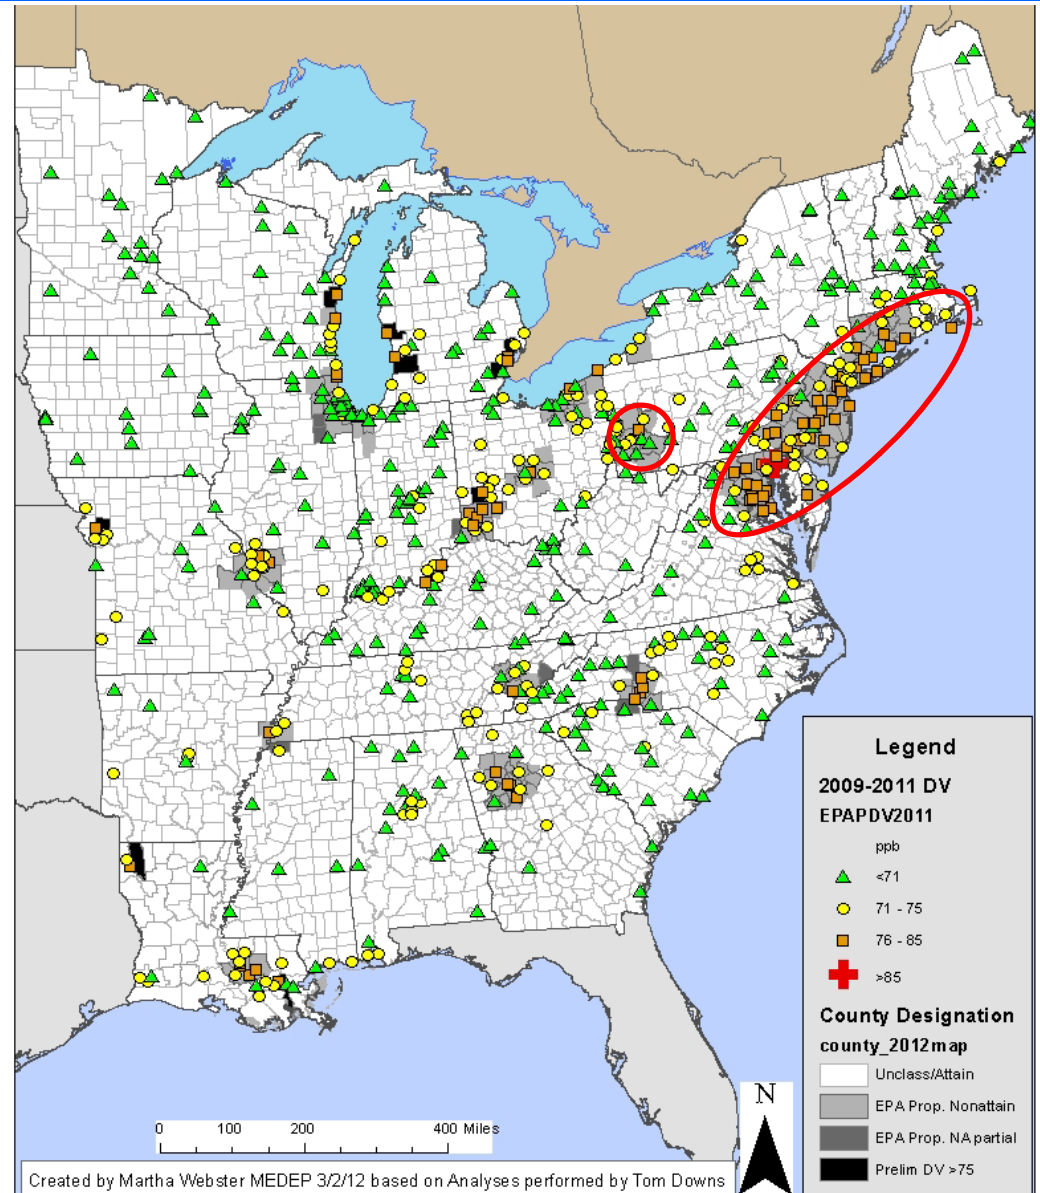 Legend
2009-2011 DV
EPAPDV2011
ppb
<71
71 - 75
76 - 85
>85
County Designation
county_2012map
Unclass/Attain
EPA Prop. Nonattain
EPA Prop. NA partial
Prelim DV >75
N
0 100 200 400 Miles
Created by Martha Webster MEDEP 3/2/12 based on Analyses performed by Tom Downs